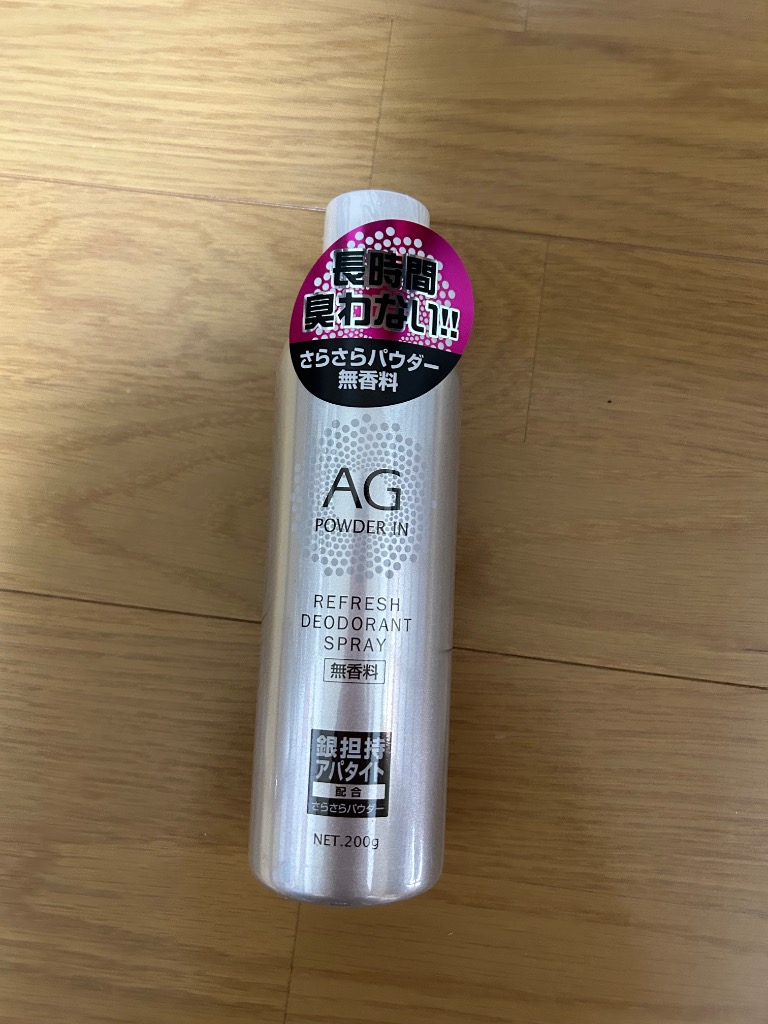 長時間
臭わない!!
さらさらパウダー
無香料
AG
POWDER IN
REFRESH
DEODORANT
SPRAY
無香料
銀担持
アパタイト
配合
さらさらパウダー
NET.200g